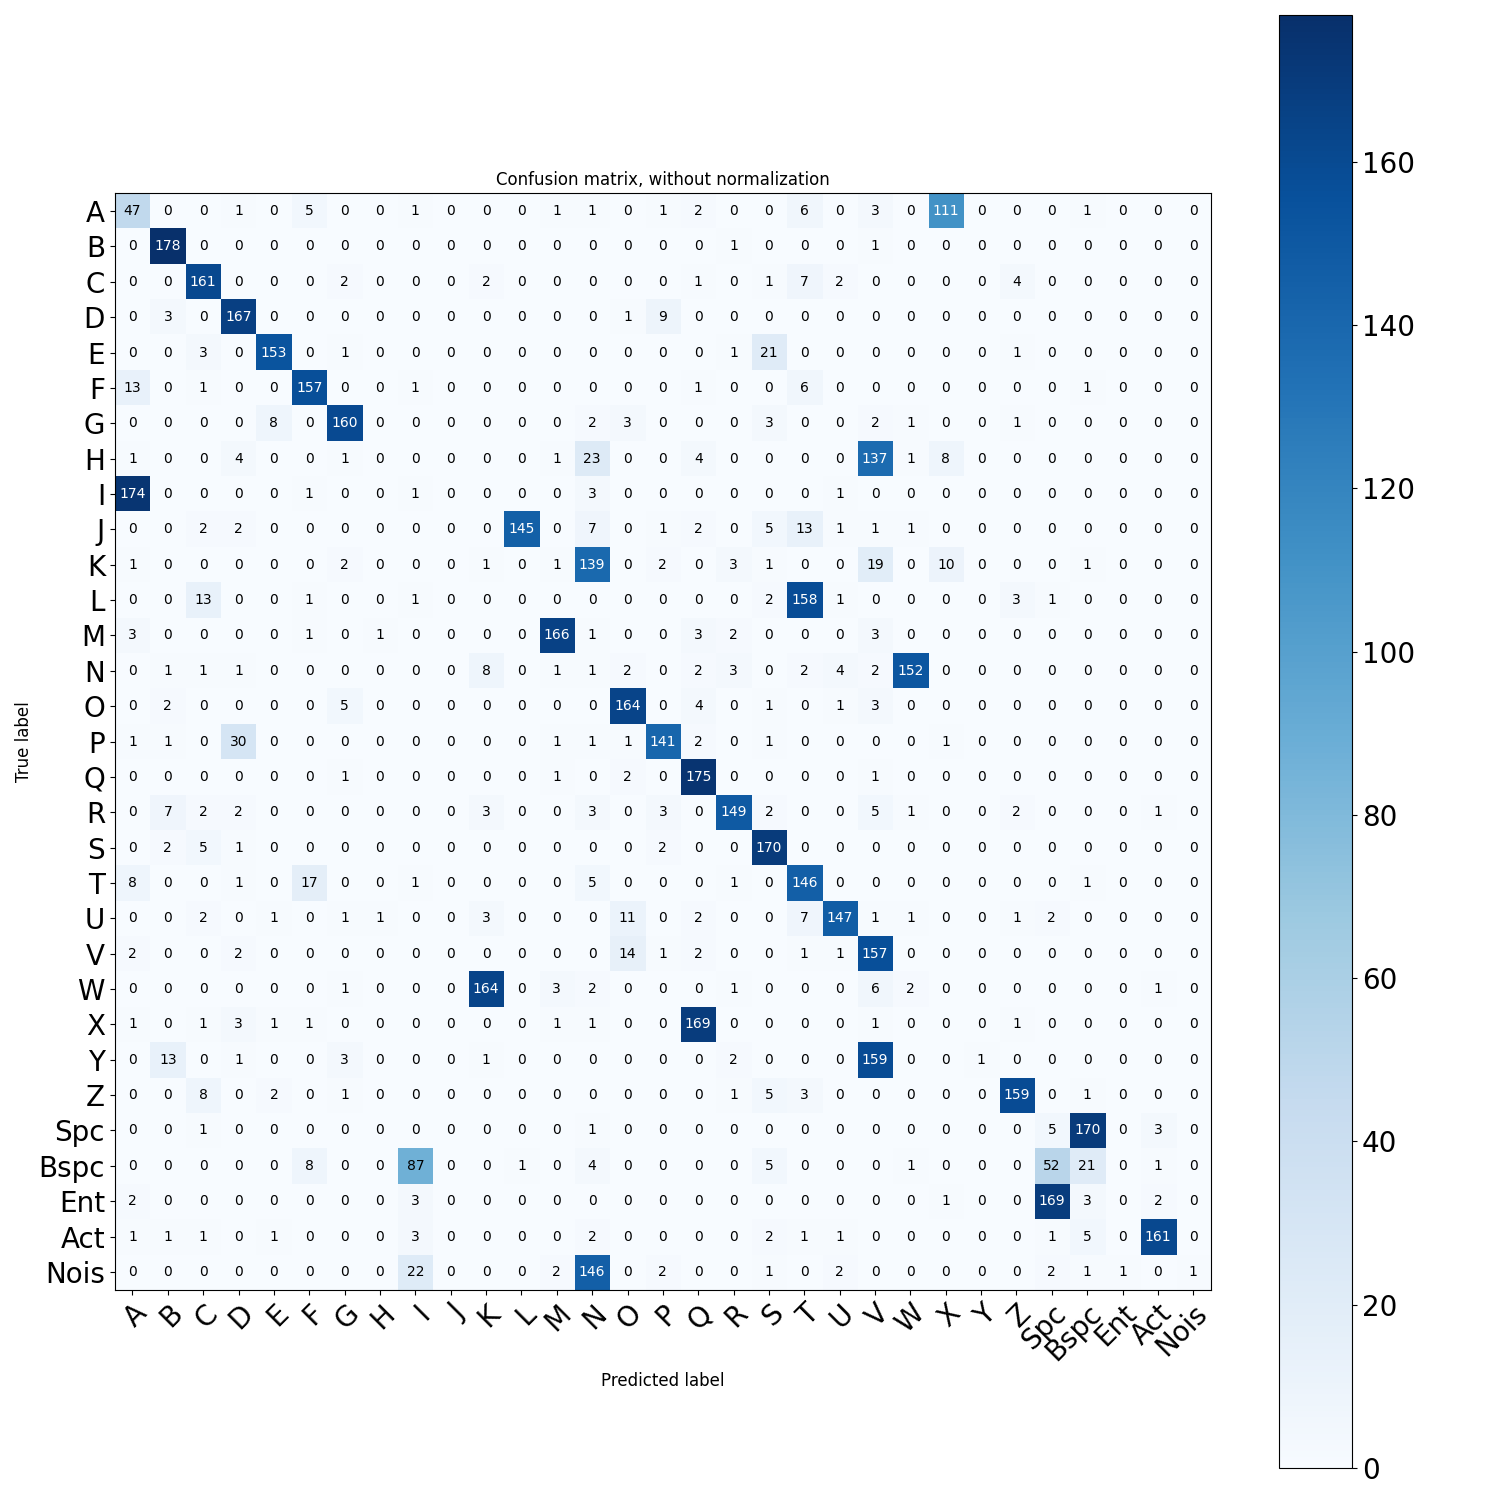 Confusion matrix, without normalization
A 47 0 0 1 0 5 0 0 1 0 0 0 1 1 0 1 2 0 0 6 0 3 0 111 0 0 0 1 0 0 0
B 0 178 0 0 0 0 0 0 0 0 0 0 0 0 0 0 0 1 0 0 0 1 0 0 0 0 0 0 0 0 0
C 0 0 161 0 0 0 2 0 0 0 2 0 0 0 0 0 1 0 1 7 2 0 0 0 0 4 0 0 0 0 0
D 0 3 0 167 0 0 0 0 0 0 0 0 0 0 1 9 0 0 0 0 0 0 0 0 0 0 0 0 0 0 0
E 0 0 3 0 153 0 1 0 0 0 0 0 0 0 0 0 0 1 21 0 0 0 0 0 0 1 0 0 0 0 0
F 13 0 1 0 0 157 0 0 1 0 0 0 0 0 0 0 1 0 0 6 0 0 0 0 0 0 0 1 0 0 0
G 0 0 0 0 8 0 160 0 0 0 0 0 0 2 3 0 0 0 3 0 0 2 1 0 0 1 0 0 0 0 0
H 1 0 0 4 0 0 1 0 0 0 0 0 1 23 0 0 4 0 0 0 0 137 1 8 0 0 0 0 0 0 0
I 174 0 0 0 0 1 0 0 1 0 0 0 0 3 0 0 0 0 0 0 1 0 0 0 0 0 0 0 0 0 0
J 0 0 2 2 0 0 0 0 0 0 0 145 0 7 0 1 2 0 5 13 1 1 1 0 0 0 0 0 0 0 0
K 1 0 0 0 0 0 2 0 0 0 1 0 1 139 0 2 0 3 1 0 0 19 0 10 0 0 0 1 0 0 0
L 0 0 13 0 0 1 0 0 1 0 0 0 0 0 0 0 0 0 2 158 1 0 0 0 0 3 1 0 0 0 0
M 3 0 0 0 0 1 0 1 0 0 0 0 166 1 0 0 3 2 0 0 0 3 0 0 0 0 0 0 0 0 0
N 0 1 1 1 0 0 0 0 0 0 8 0 1 1 2 0 2 3 0 2 4 2 152 0 0 0 0 0 0 0 0
O 0 2 0 0 0 0 5 0 0 0 0 0 0 0 164 0 4 0 1 0 1 3 0 0 0 0 0 0 0 0 0
P 1 1 0 30 0 0 0 0 0 0 0 0 1 1 1 141 2 0 1 0 0 0 0 1 0 0 0 0 0 0 0
Q 0 0 0 0 0 0 1 0 0 0 0 0 1 0 2 0 175 0 0 0 0 1 0 0 0 0 0 0 0 0 0
R 0 7 2 2 0 0 0 0 0 0 3 0 0 3 0 3 0 149 2 0 0 5 1 0 0 2 0 0 0 1 0
S 0 2 5 1 0 0 0 0 0 0 0 0 0 0 0 2 0 0 170 0 0 0 0 0 0 0 0 0 0 0 0
T 8 0 0 1 0 17 0 0 1 0 0 0 0 5 0 0 0 1 0 146 0 0 0 0 0 0 0 1 0 0 0
U 0 0 2 0 1 0 1 1 0 0 3 0 0 0 11 0 2 0 0 7 147 1 1 0 0 1 2 0 0 0 0
V 2 0 0 2 0 0 0 0 0 0 0 0 0 0 14 1 2 0 0 1 1 157 0 0 0 0 0 0 0 0 0
W 0 0 0 0 0 0 1 0 0 0 164 0 3 2 0 0 0 1 0 0 0 6 2 0 0 0 0 0 0 1 0
X 1 0 1 3 1 1 0 0 0 0 0 0 1 1 0 0 169 0 0 0 0 1 0 0 0 1 0 0 0 0 0
Y 0 13 0 1 0 0 3 0 0 0 1 0 0 0 0 0 0 2 0 0 0 159 0 0 1 0 0 0 0 0 0
Z 0 0 8 0 2 0 1 0 0 0 0 0 0 0 0 0 0 1 5 3 0 0 0 0 0 159 0 1 0 0 0
Spc 0 0 1 0 0 0 0 0 0 0 0 0 0 1 0 0 0 0 0 0 0 0 0 0 0 0 5 170 0 3 0
Bspc 0 0 0 0 0 8 0 0 87 0 0 1 0 4 0 0 0 0 5 0 0 0 1 0 0 0 52 21 0 1 0
Ent 2 0 0 0 0 0 0 0 3 0 0 0 0 0 0 0 0 0 0 0 0 0 0 1 0 0 169 3 0 2 1
Act 1 1 1 0 1 0 0 0 3 0 0 0 0 2 0 0 0 0 2 1 1 0 0 0 0 0 1 5 0 161 0
Nois 0 0 0 0 0 0 0 0 22 0 0 0 2 146 0 2 0 0 1 0 2 0 0 0 0 0 2 1 1 0 1
A B C D E F G H I J K L M N O P Q R S T U V W X Y Z Spc Bspc Ent Act Nois
Predicted label
True label
160
140
120
100
80
60
40
20
0